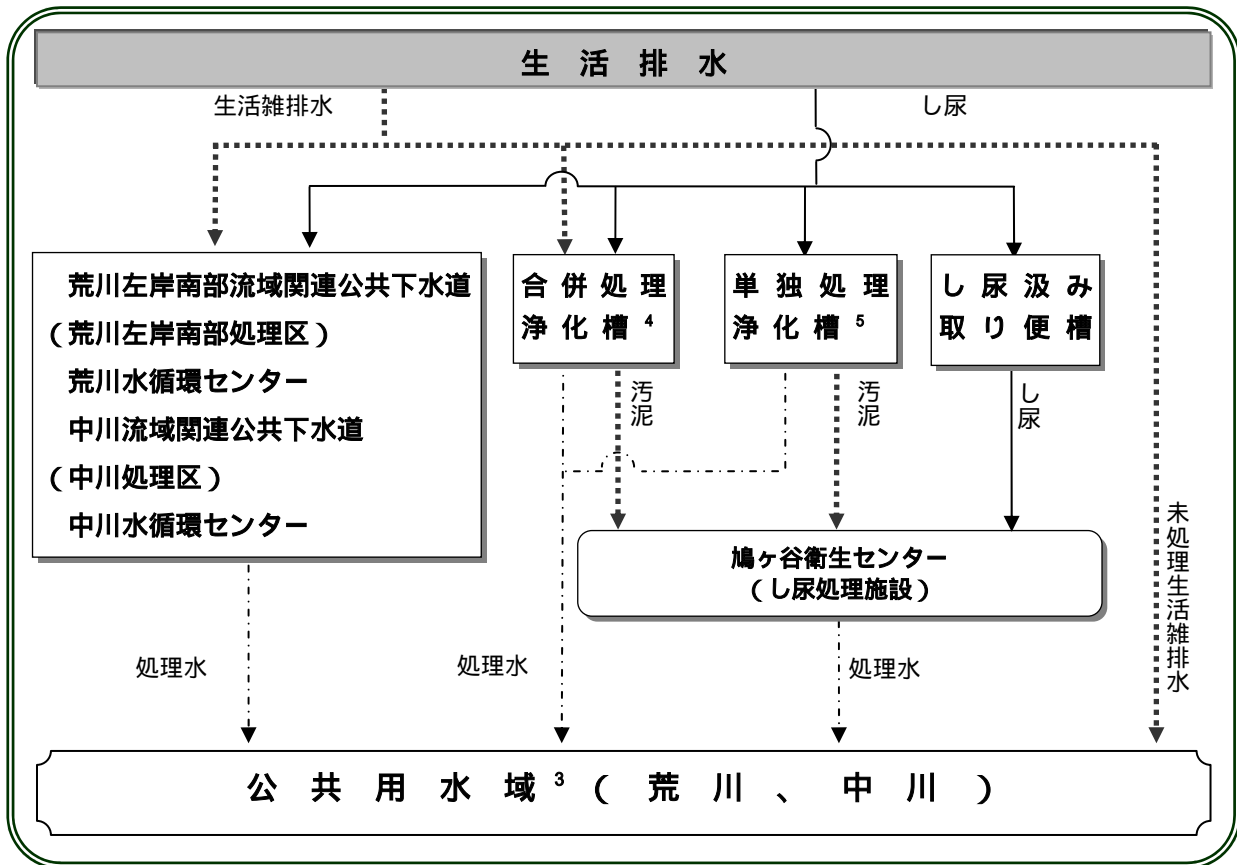 生活排水
生活雑排水
し尿
荒川左岸南部流域関連公共下水道
（荒川左岸南部処理区）
荒川水循環センター
中川流域関連公共下水道
（中川処理区）
中川水循環センター
合併処理
浄化槽4
単独処理
浄化槽5
し尿汲み
取り便槽
汚泥
汚泥
し尿
鳩ヶ谷衛生センター
（し尿処理施設）
未処理生活雑排水
処理水
処理水
処理水
公共用水域3（荒川、中川）